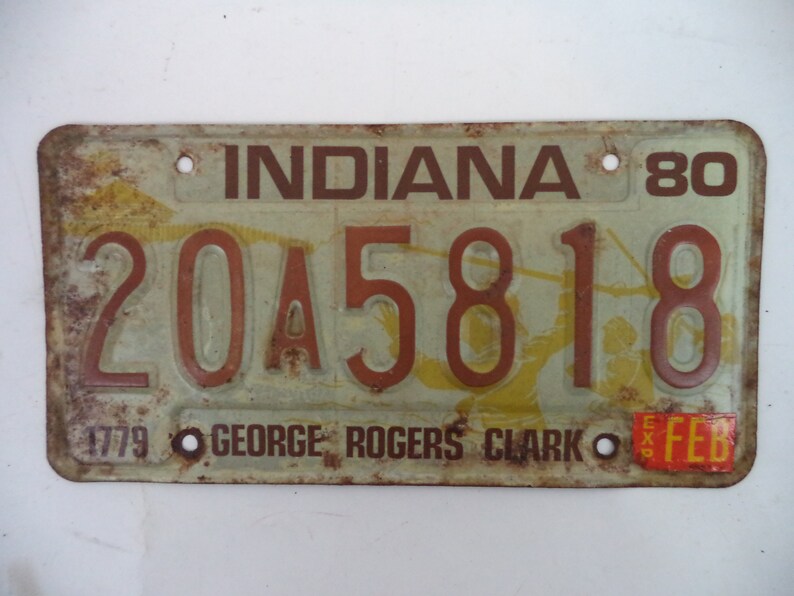 INDIANA 80
20A5818
1779 GEORGE ROGERS CLARK EXP FEB